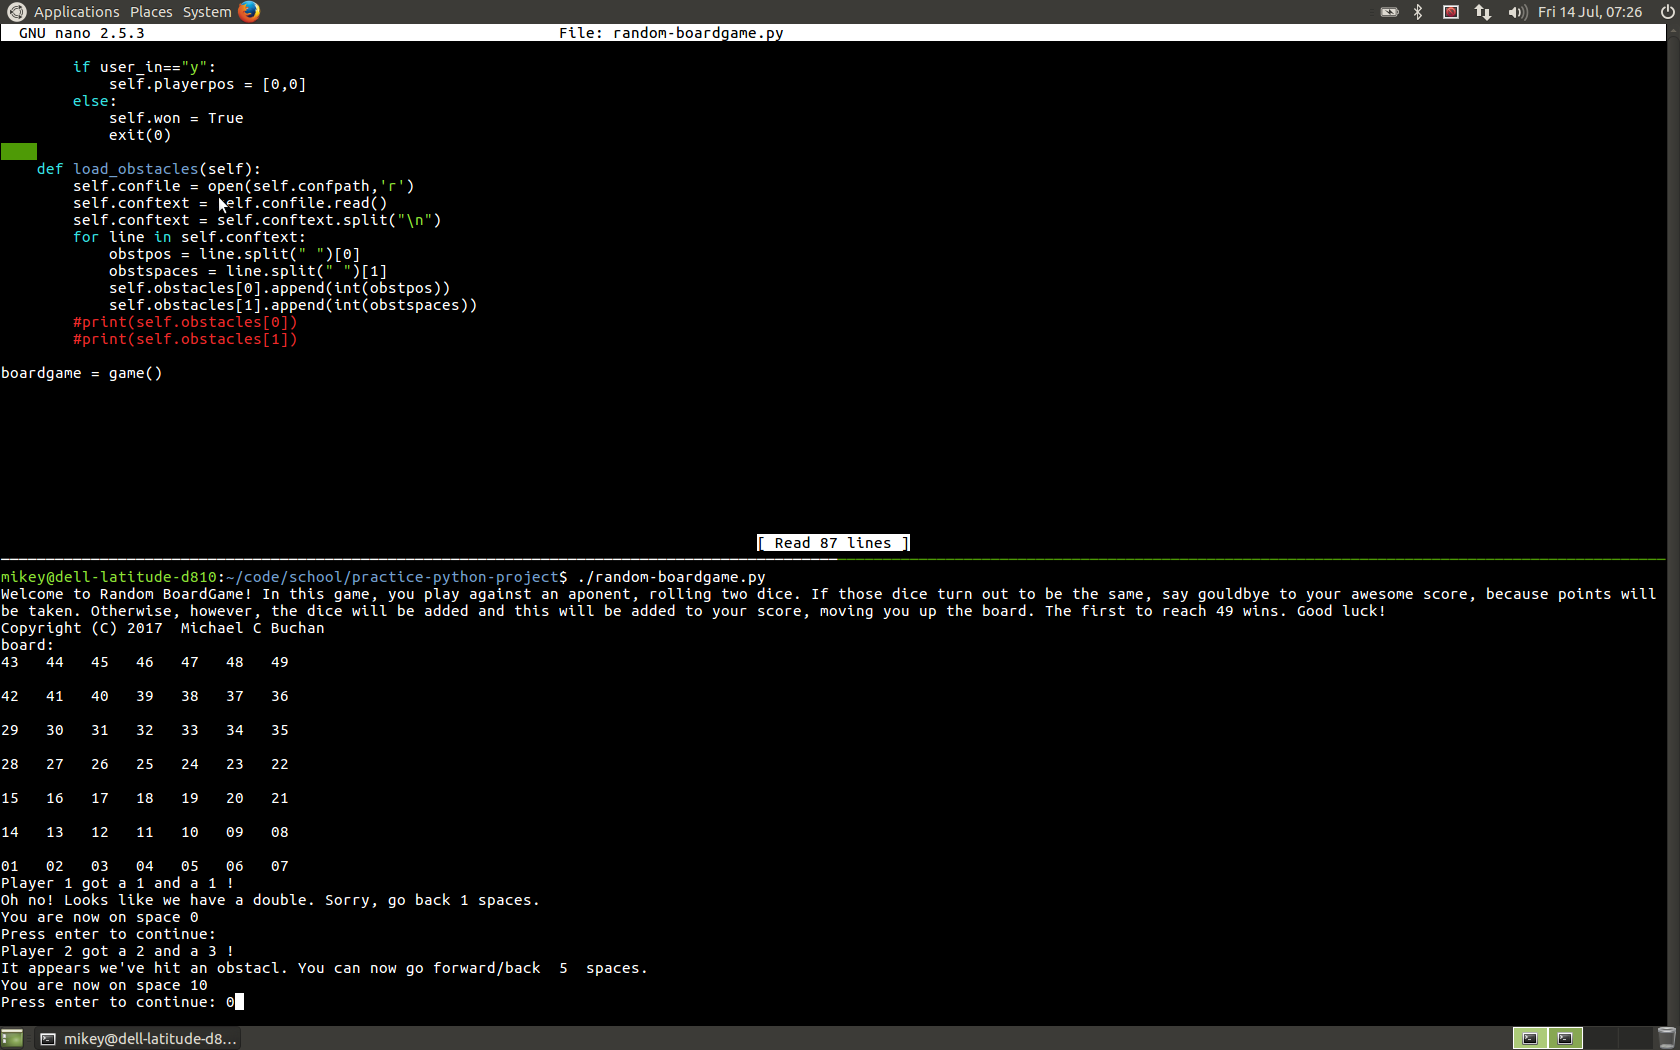 Applications Places System Fri 14 Jul, 07:26
GNU nano 2.5.3 File: random-boardgame.py
if user_in=="y":
self.playerpos = [0,0]
else:
self.won = True
exit(0)
def load_obstacles(self):
self.confile = open(self.confpath,'r')
self.conftext = self.confile.read()
self.conftext = self.conftext.split("\n")
for line in self.conftext:
obstpos = line.split(" ")[0]
obstspaces = line.split(" ")[1]
self.obstacles[0].append(int(obstpos))
self.obstacles[1].append(int(obstspaces))
#print(self.obstacles[0])
#print(self.obstacles[1])
boardgame = game()
[ Read 87 lines ]
mikey@dell-latitude-d810:~/code/school/practice-python-project$ ./random-boardgame.py
Welcome to Random BoardGame! In this game, you play against an aponent, rolling two dice. If those dice turn out to be the same, say gouldbye to your awesome score, because points will
be taken. Otherwise, however, the dice will be added and this will be added to your score, moving you up the board. The first to reach 49 wins. Good luck!
Copyright (C) 2017  Michael C Buchan
board:
43 44 45 46 47 48 49
42 41 40 39 38 37 36
29 30 31 32 33 34 35
28 27 26 25 24 23 22
15 16 17 18 19 20 21
14 13 12 11 10 09 08
01 02 03 04 05 06 07
Player 1 got a 1 and a 1 !
Oh no! Looks like we have a double. Sorry, go back 1 spaces.
You are now on space 0
Press enter to continue:
Player 2 got a 2 and a 3 !
It appears we've hit an obstacl. You can now go forward/back  5  spaces.
You are now on space 10
Press enter to continue: 0
mikey@dell-latitude-d8...